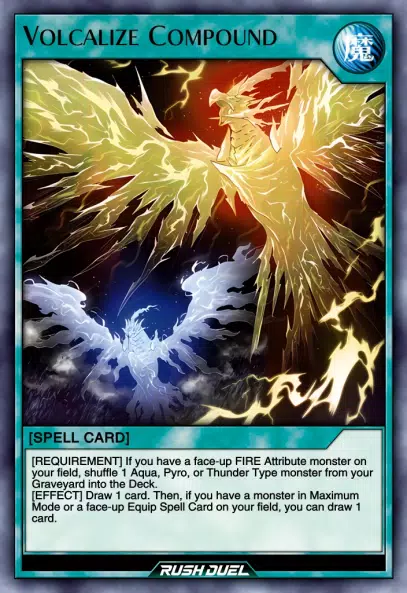 VOLCALIZE COMPOUND
魔
[SPELL CARD]
[REQUIREMENT] If you have a face-up FIRE Attribute monster on
your field, shuffle 1 Aqua, Pyro, or Thunder Type monster from your
Graveyard into the Deck.
[EFFECT] Draw 1 card. Then, if you have a monster in Maximum
Mode or a face-up Equip Spell Card on your field, you can draw 1
card.
RUSH DUEL